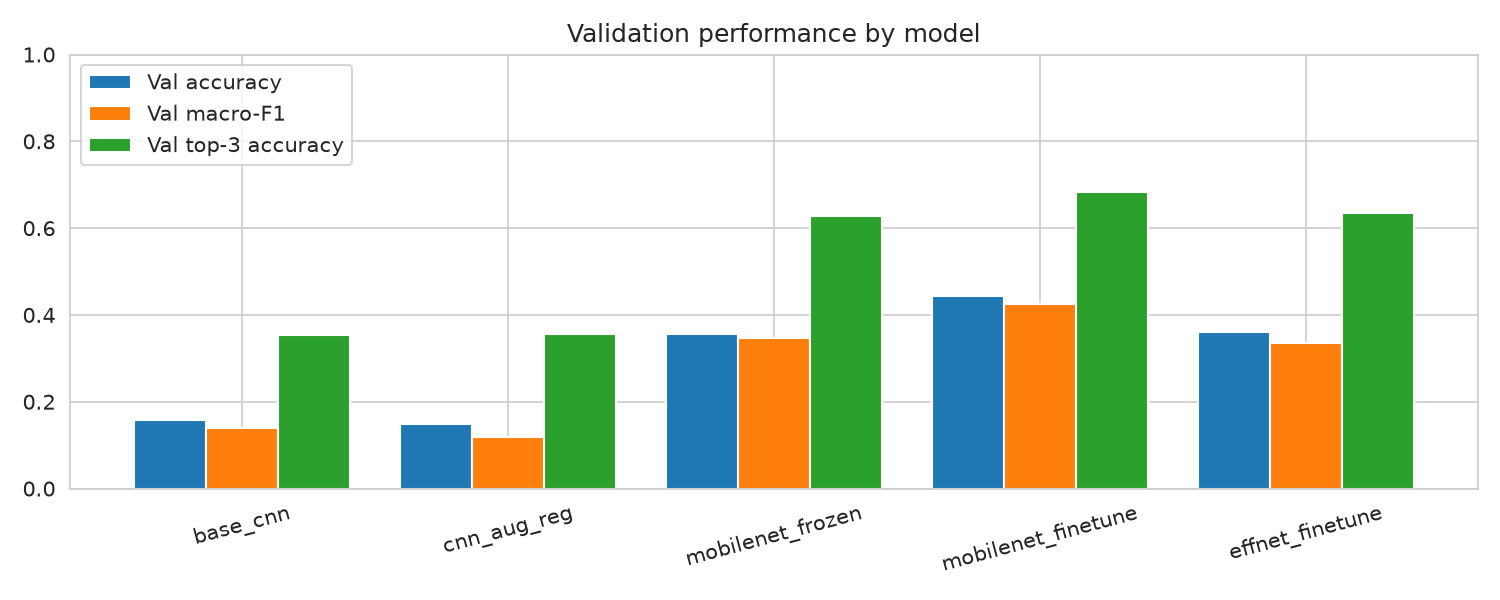 Validation performance by model
1.0
0.8
0.6
0.4
0.2
0.0
Val accuracy
Val macro-F1
Val top-3 accuracy
base_cnn
cnn_aug_reg
mobilenet_frozen
mobilenet_finetune
effnet_finetune